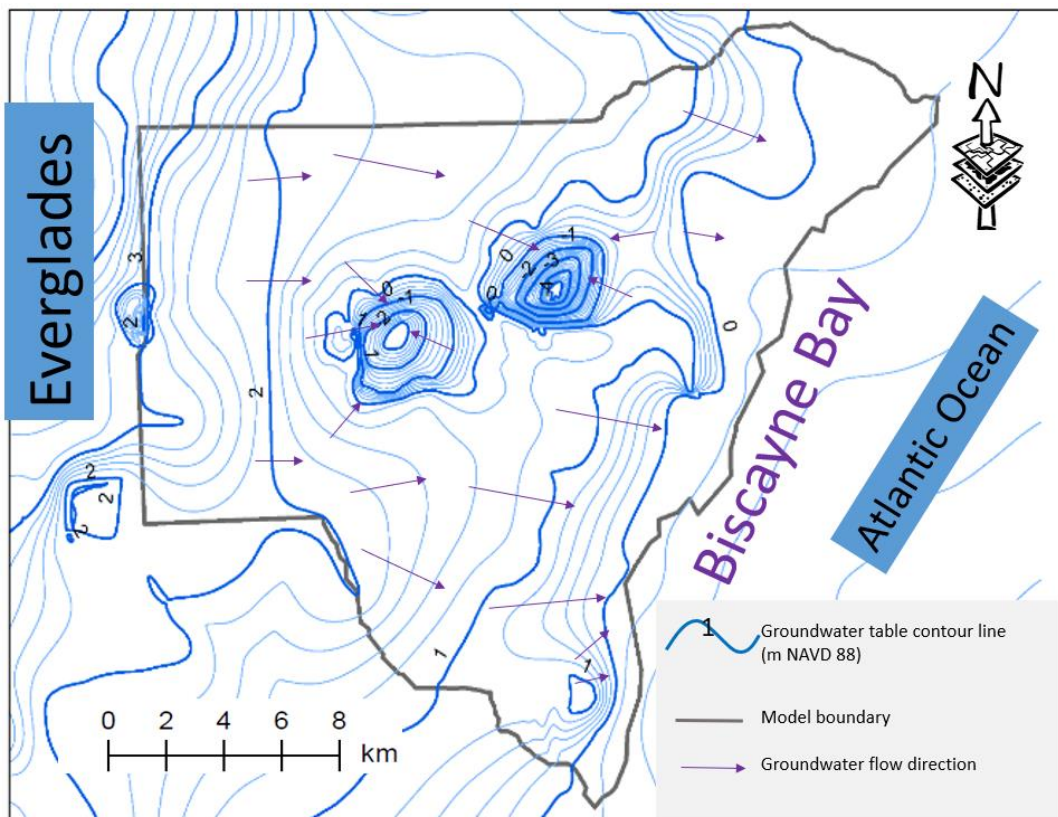 N
Everglades
3
2
2
0
-1
-2
-3
-4
0
0
-1
1
2
1
0
2
2
2
1
1
Biscayne Bay
Atlantic Ocean
0 2 4 6 8
km
1 Groundwater table contour line
(m NAVD 88)
Model boundary
Groundwater flow direction